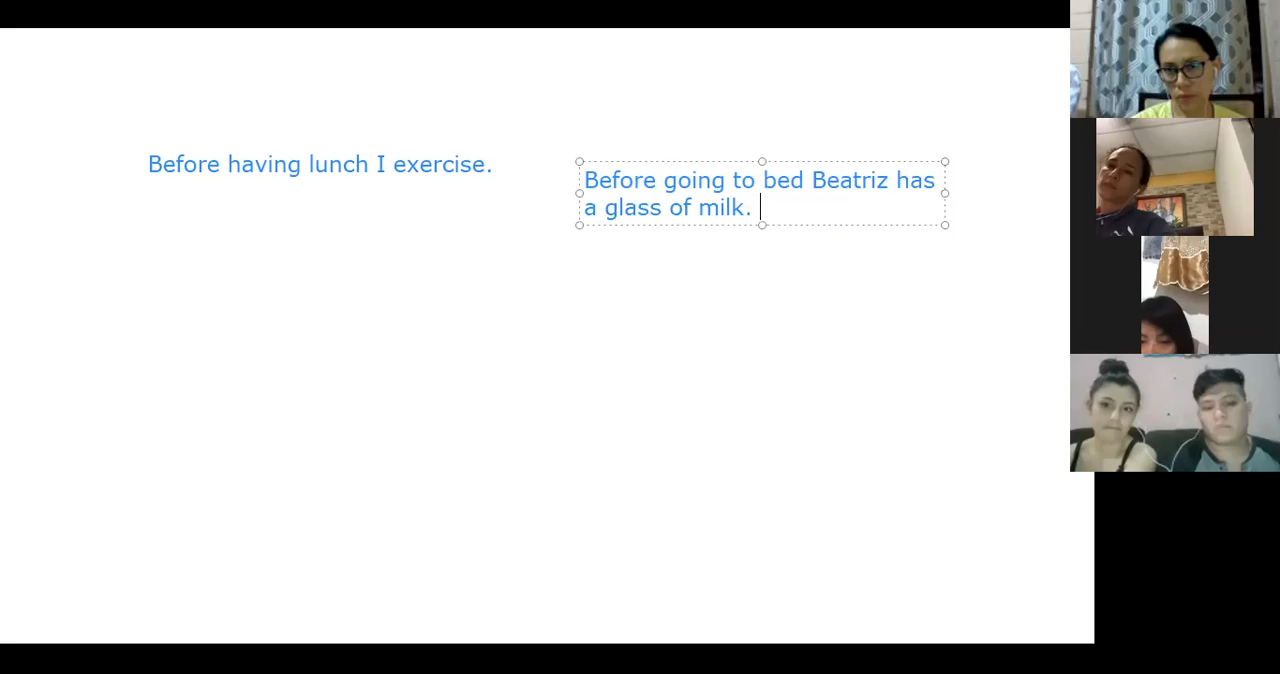 Before having lunch I exercise.
Before going to bed Beatriz has
a glass of milk.